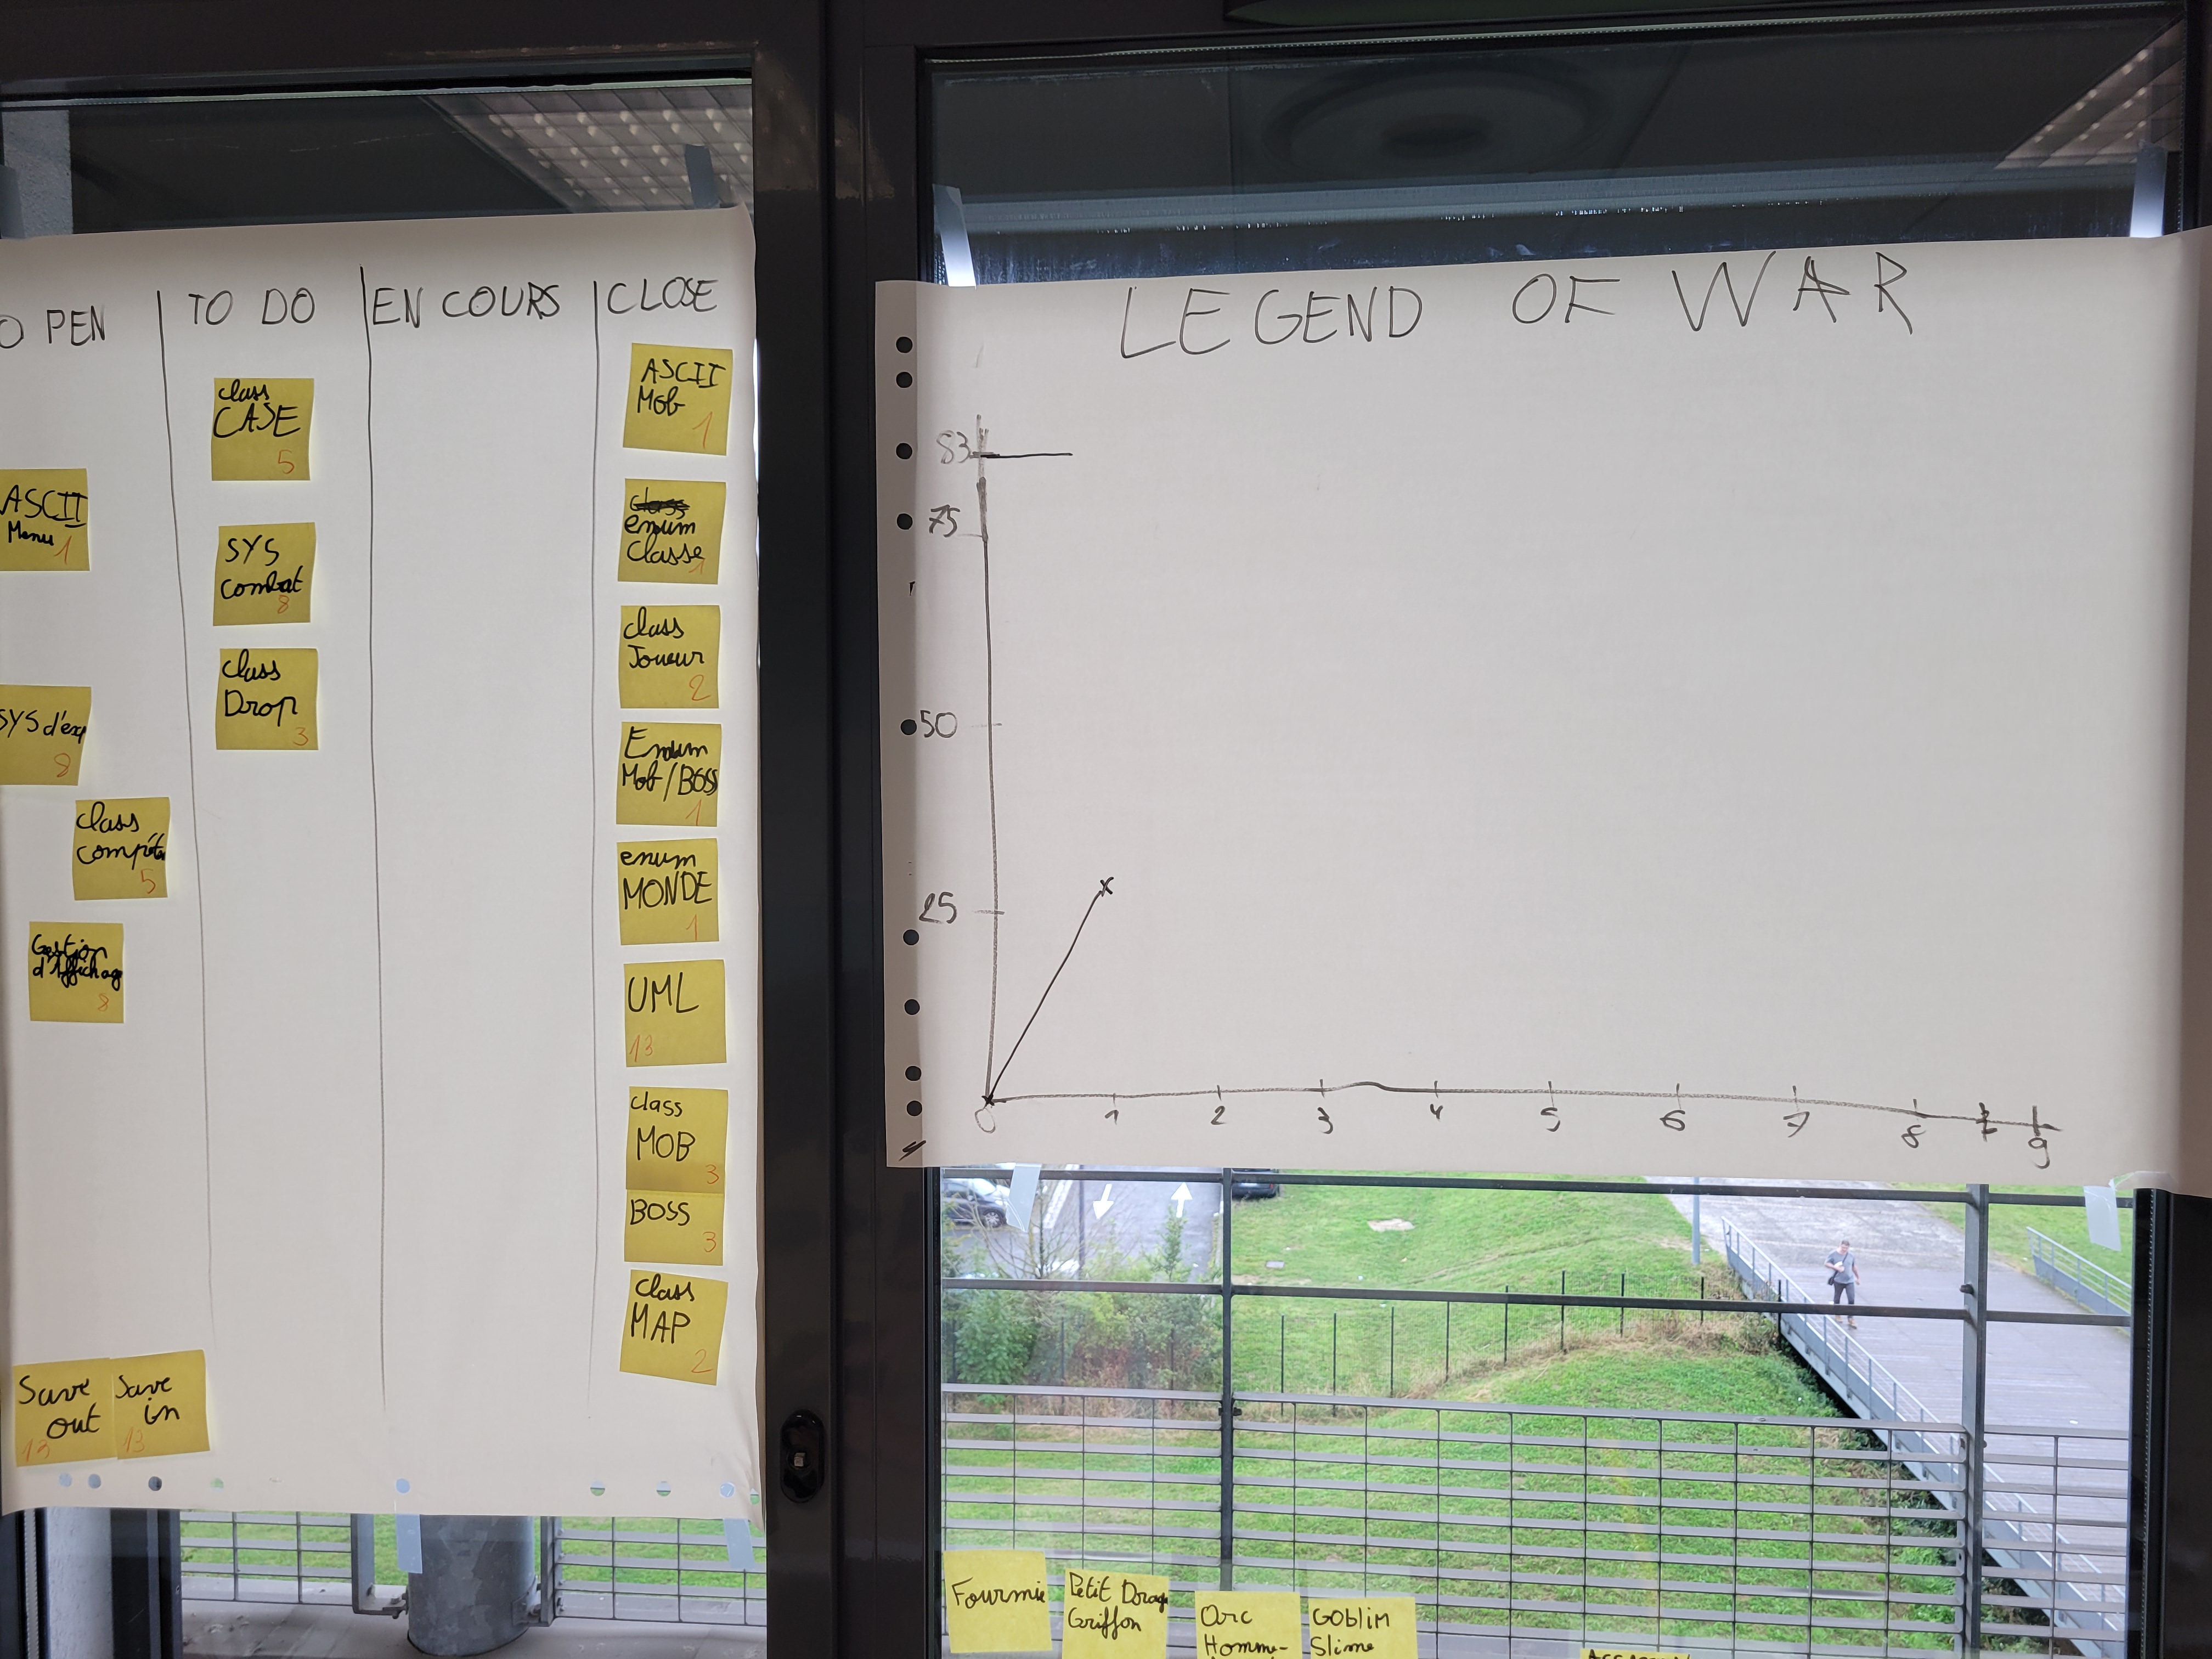 OPEN
TO DO
EN COURS
CLOSE
ASCII
Menu
1
SYS d'exp
8
class
5
Gestion
d'Affichage
8
Save
out
13
Save
in
13
class
CASE
5
SYS
combat
8
class
Drop
3
ASCII
Mob
1
class
enum
Classe
1
class
Joueur
2
Enum
Mob/BOSS
1
enum
MONDE
1
UML
13
class
MOB
3
BOSS
3
class
MAP
2
LEGEND OF WAR
83
75
50
25
0 1 2 3 4 5 6 7 8 9
Fourmie
Petit Drag
Griffon
Orc
Homme-
Goblin
Slime